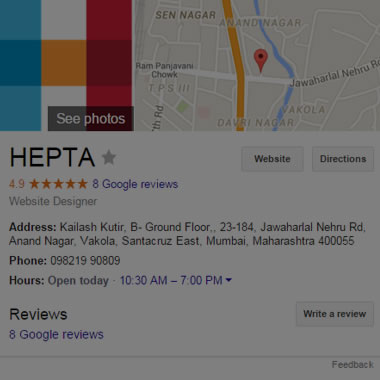 SEN NAGAR
ANAND NAGAR
Ram Panjavani
Chowk
Jawaharlal Nehru Rd
T.P.S III
VAKOLA
DAVRI NAGAR
See photos
HEPTA
Website
Directions
4.9 ★★★★★ 8 Google reviews
Website Designer
Address: Kailash Kutir, B- Ground Floor,, 23-184, Jawaharlal Nehru Rd,
Anand Nagar, Vakola, Santacruz East, Mumbai, Maharashtra 400055
Phone: 098219 90809
Hours: Open today · 10:30 AM – 7:00 PM
Reviews
Write a review
8 Google reviews
Feedback